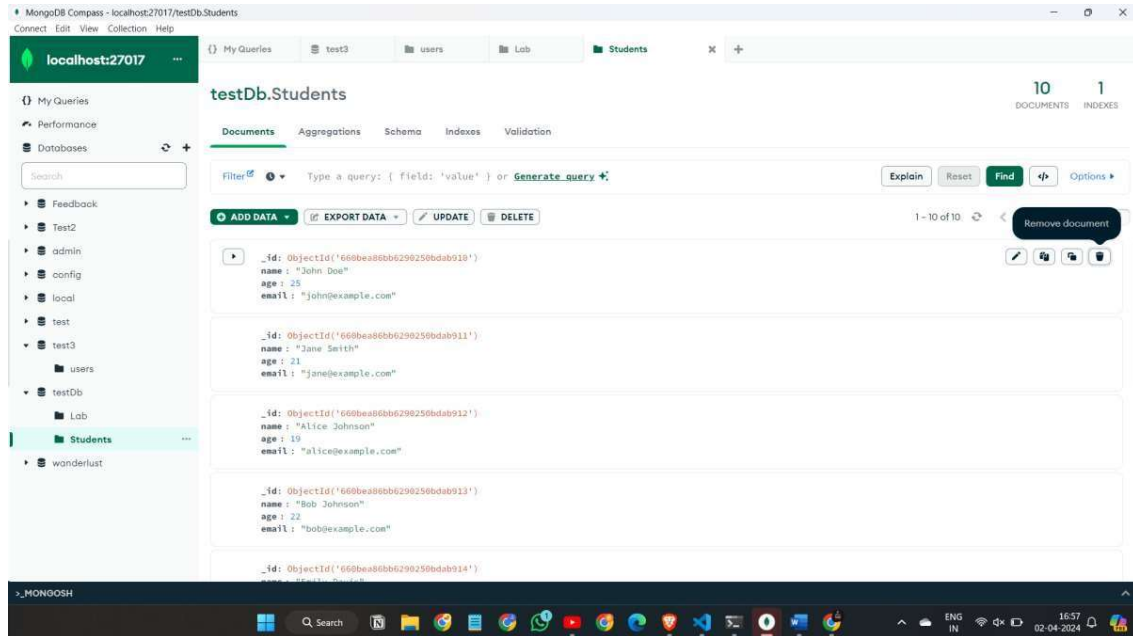 MongoDB Compass - localhost:27017/testDb.Students
Connect Edit View Collection Help
localhost:27017 ...
{} My Queries
test3
users
Lab
Students
My Queries
Performance
Databases
Search
Feedback
Test2
admin
config
local
test
test3
users
testDb
Lab
Students ...
wanderlust
testDb.Students
10
DOCUMENTS
1
INDEXES
Documents Aggregations Schema Indexes Validation
Filter
Type a query: { field: 'value' } or Generate query
Explain Reset Find </> Options
ADD DATA EXPORT DATA UPDATE DELETE
1 – 10 of 10
Remove document
_id: ObjectId('660bea86bb6290250bdab910')
name : "John Doe"
age : 25
email : "john@example.com"
_id: ObjectId('660bea86bb6290250bdab911')
name : "Jane Smith"
age : 21
email : "jane@example.com"
_id: ObjectId('660bea86bb6290250bdab912')
name : "Alice Johnson"
age : 19
email : "alice@example.com"
_id: ObjectId('660bea86bb6290250bdab913')
name : "Bob Johnson"
age : 22
email : "bob@example.com"
_id: ObjectId('660bea86bb6290250bdab914')
>_MONGOSH
Search
ENG
IN
16:57
02-04-2024